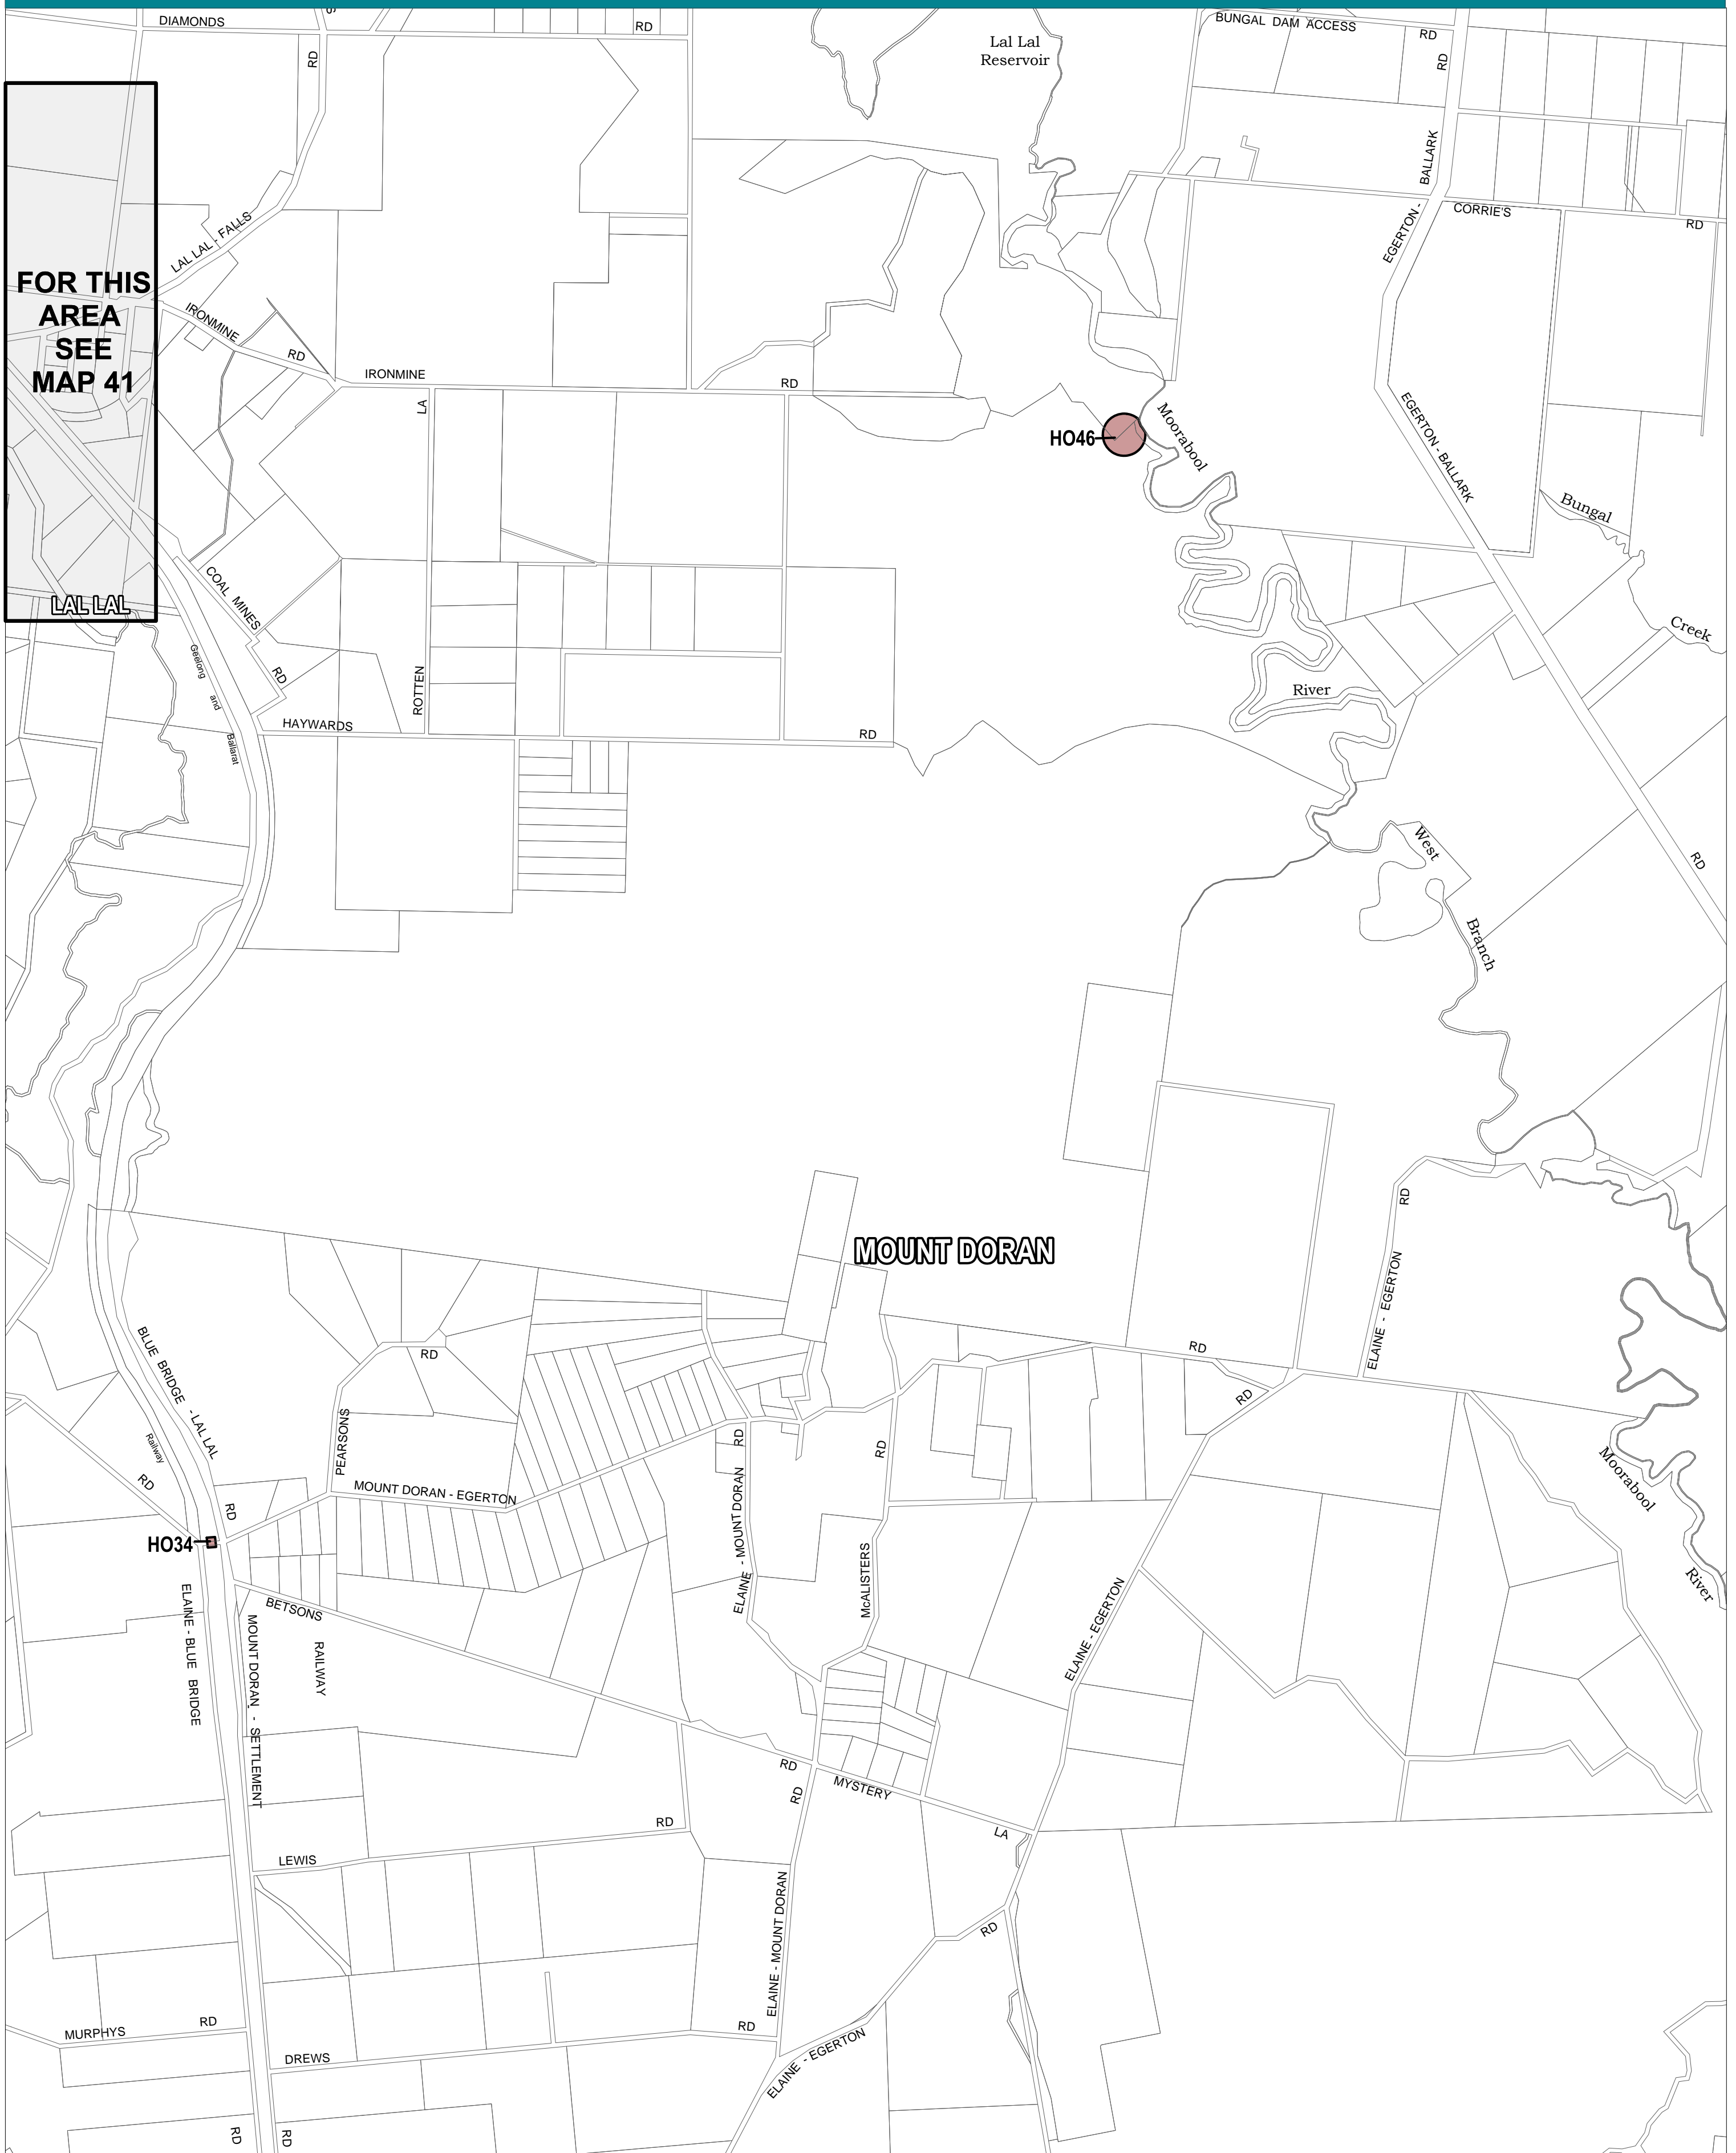 DIAMONDS
RD
RD
Lal Lal
Reservoir
BUNGAL DAM ACCESS
RD
RD
BALLARK
EGERTON -
CORRIE'S
RD
LAL LAL - FALLS
FOR THIS
AREA
SEE
MAP 41
IRONMINE
RD
IRONMINE
RD
LA
HO46
Moorabool
EGERTON - BALLARK
Bungal
COAL MINES
LAL LAL
Creek
Geelong
and
Ballarat
RD
ROTTEN
River
HAYWARDS
RD
West
RD
Branch
RD
MOUNT DORAN
ELAINE - EGERTON
BLUE BRIDGE - LAL LAL
RD
RD
RD
PEARSONS
RD
RD
Railway
RD
MOUNT DORAN - EGERTON
Moorabool
RD
HO34
ELAINE - MOUNT DORAN
McALISTERS
River
ELAINE - BLUE BRIDGE
BETSONS
MOUNT DORAN - SETTLEMENT
RAILWAY
ELAINE - EGERTON
RD
RD
MYSTERY
LA
RD
LEWIS
ELAINE - MOUNT DORAN
RD
MURPHYS
RD
RD
DREWS
ELAINE - EGERTON
RD
RD